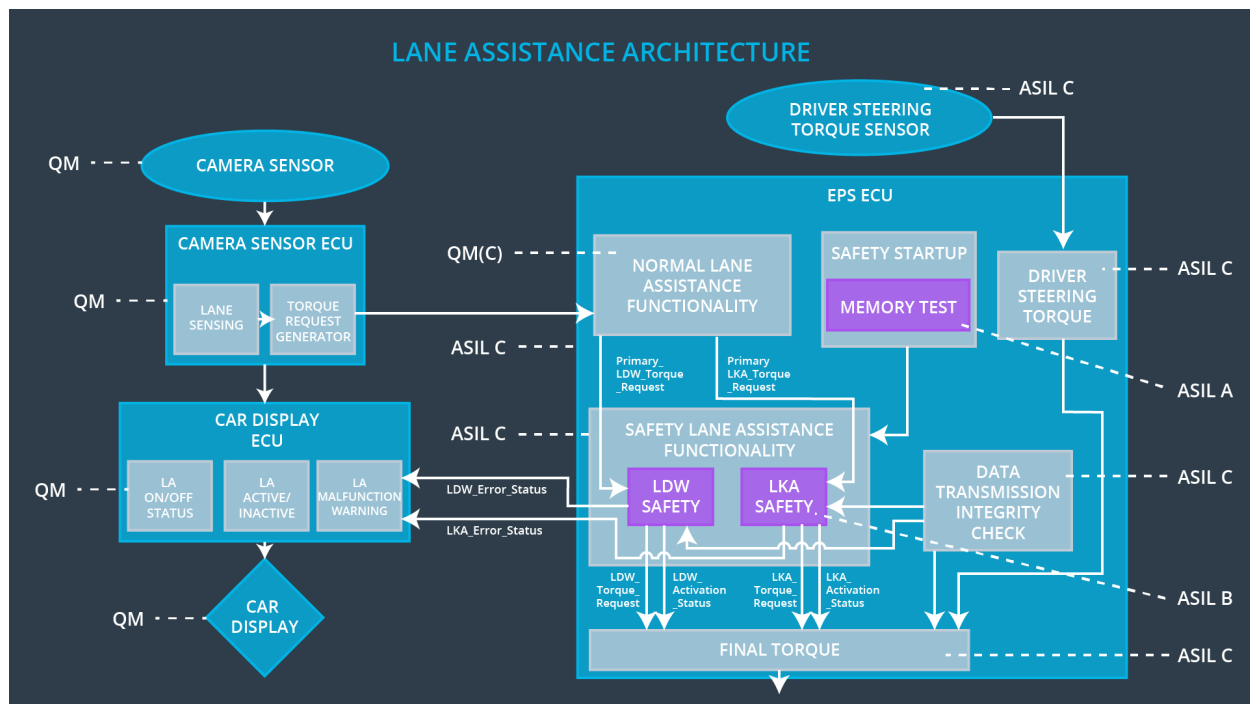 LANE ASSISTANCE ARCHITECTURE
ASIL C
DRIVER STEERING
TORQUE SENSOR
QM
CAMERA SENSOR
EPS ECU
CAMERA SENSOR ECU
QM(C)
NORMAL LANE
ASSISTANCE
FUNCTIONALITY
SAFETY STARTUP
MEMORY TEST
DRIVER
STEERING
TORQUE
ASIL C
QM
LANE
SENSING
TORQUE
REQUEST
GENERATOR
ASIL C
Primary_
LDW_Torque
_Request
Primary
LKA_Torque
_Request
ASIL A
CAR DISPLAY
ECU
ASIL C
SAFETY LANE ASSISTANCE
FUNCTIONALITY
QM
LA
ON/OFF
STATUS
LA
ACTIVE/
INACTIVE
LA
MALFUNCTION
WARNING
LDW_Error_Status
LKA_Error_Status
LDW
SAFETY
LKA
SAFETY
DATA
TRANSMISSION
INTEGRITY
CHECK
ASIL C
LDW_
Torque_
Request
LDW_
Activation
_Status
LKA_
Torque_
Request
LKA_
Activation
_Status
ASIL B
QM
CAR
DISPLAY
FINAL TORQUE
ASIL C